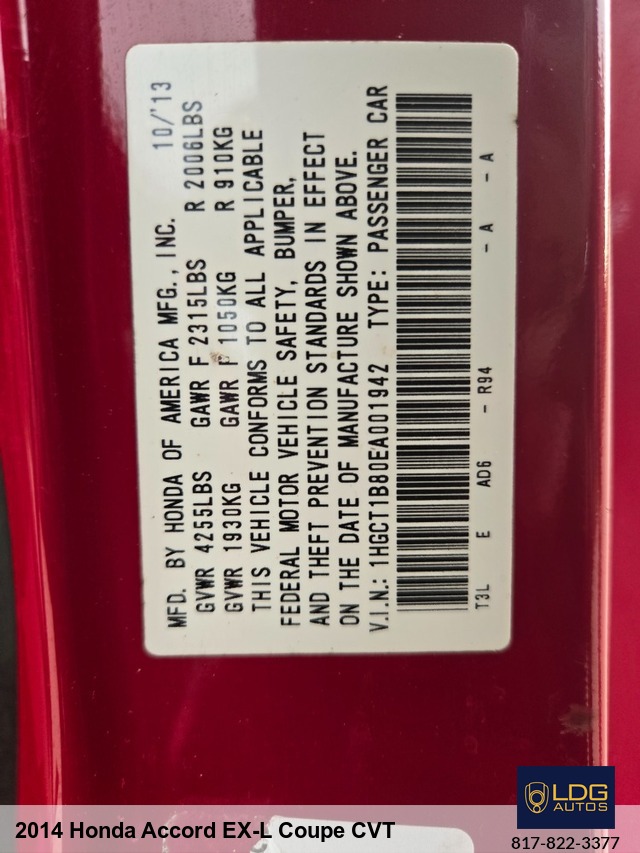 MFD. BY HONDA OF AMERICA MFG., INC. 10/'13
GVWR 4255LBS GAWR F 2315LBS R 2006LBS
GVWR 1930KG GAWR F 1050KG R 910KG
THIS VEHICLE CONFORMS TO ALL APPLICABLE
FEDERAL MOTOR VEHICLE SAFETY, BUMPER,
AND THEFT PREVENTION STANDARDS IN EFFECT
ON THE DATE OF MANUFACTURE SHOWN ABOVE.
V.I.N.: 1HGCT1B80EA001942 TYPE: PASSENGER CAR
T3L E AD6 - R94 - A - A
LDG
AUTOS
2014 Honda Accord EX-L Coupe CVT
817-822-3377